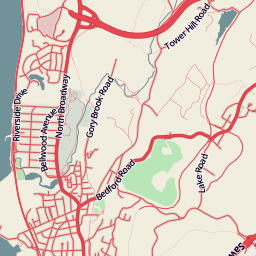 Tower Hill Road
Gory Brook Road
Riverside Drive
North Broadway
Bellwood Avenue
Bedford Road
Lake Road